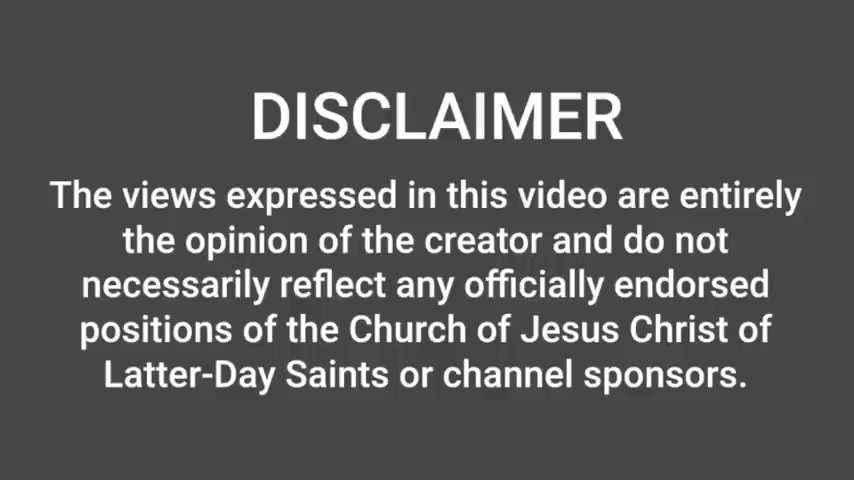 DISCLAIMER
The views expressed in this video are entirely
the opinion of the creator and do not
necessarily reflect any officially endorsed
positions of the Church of Jesus Christ of
Latter-Day Saints or channel sponsors.